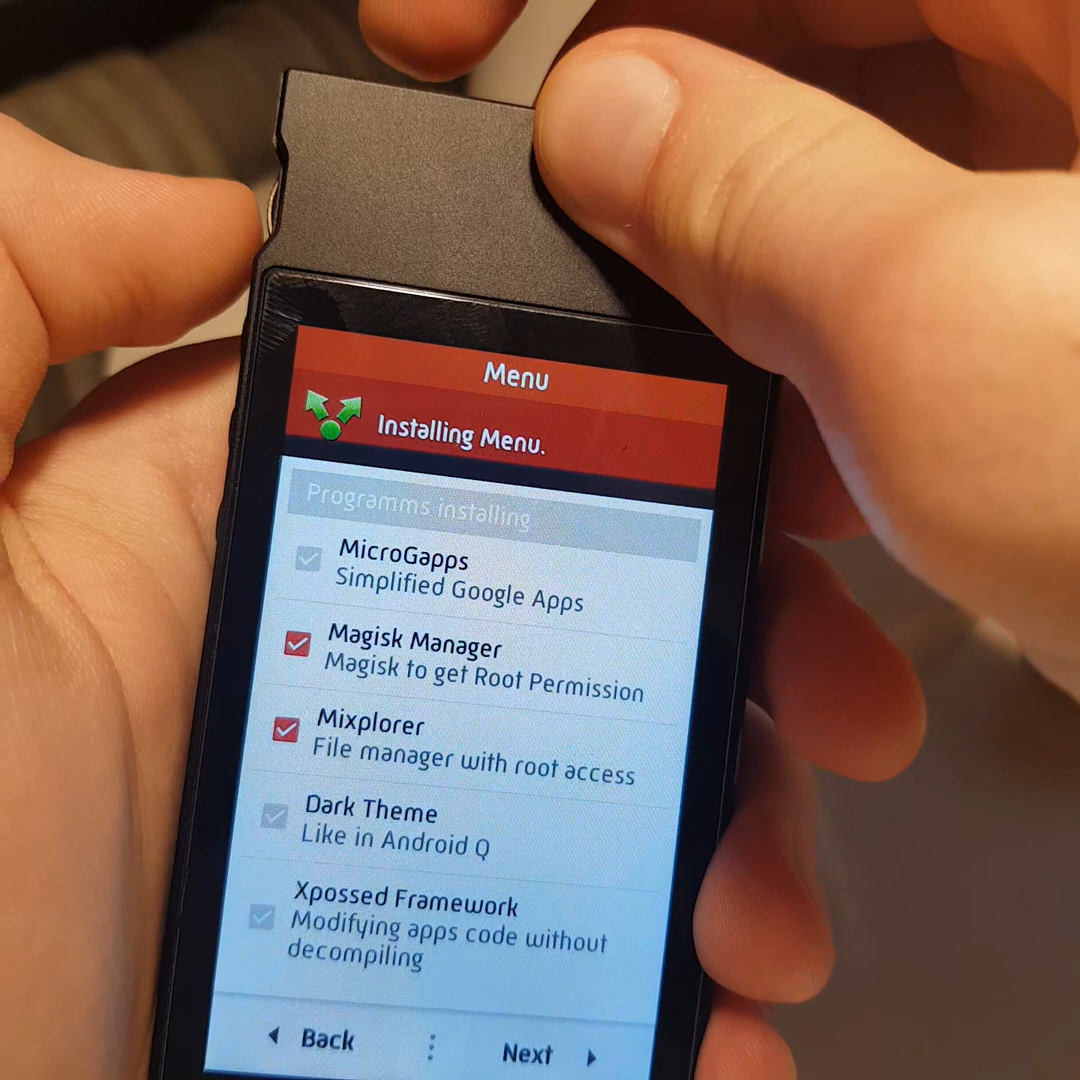 Menu
Installing Menu.
Programms installing
MicroGapps
Simplified Google Apps
Magisk Manager
Magisk to get Root Permission
Mixplorer
File manager with root access
Dark Theme
Like in Android Q
Xpossed Framework
Modifying apps code without
decompiling
Back
Next